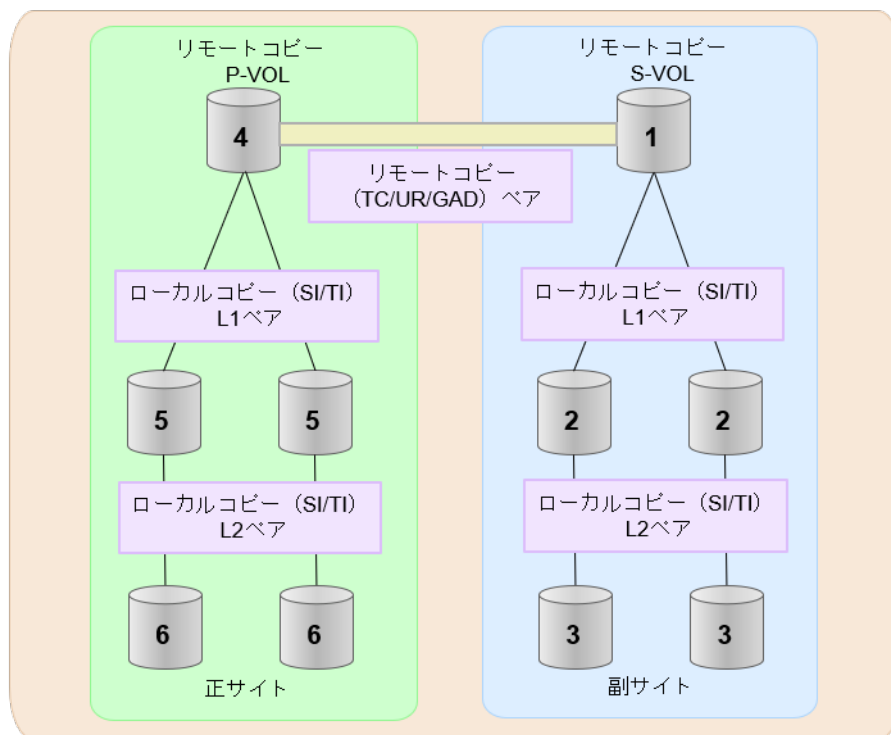 リモートコピー
P-VOL
リモートコピー
S-VOL
4
1
リモートコピー
（TC/UR/GAD）ペア
ローカルコピー（SI/TI）
L1ペア
ローカルコピー（SI/TI）
L1ペア
5
5
2
2
ローカルコピー（SI/TI）
L2ペア
ローカルコピー（SI/TI）
L2ペア
6
6
3
3
正サイト
副サイト